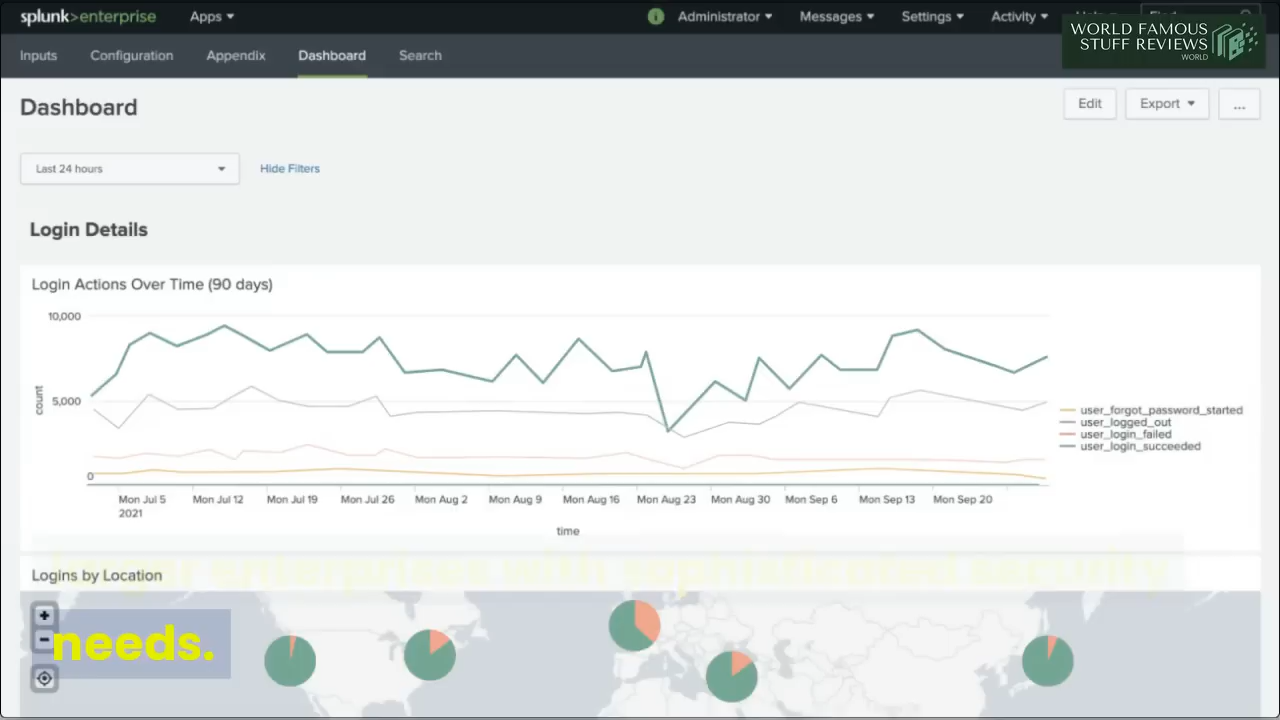 splunk>enterprise Apps
Administrator Messages Settings Activity
WORLD FAMOUS
STUFF REVIEWS
WORLD
Inputs Configuration Appendix Dashboard Search
Dashboard
Edit Export ...
Last 24 hours Hide Filters
Login Details
Login Actions Over Time (90 days)
10,000
5,000
0
count
user_forgot_password_started
user_logged_out
user_login_failed
user_login_succeeded
Mon Jul 5 Mon Jul 12 Mon Jul 19 Mon Jul 26 Mon Aug 2 Mon Aug 9 Mon Aug 16 Mon Aug 23 Mon Aug 30 Mon Sep 6 Mon Sep 13 Mon Sep 20
2021
time
enterprises with sophisticated security
Logins by Location
needs.